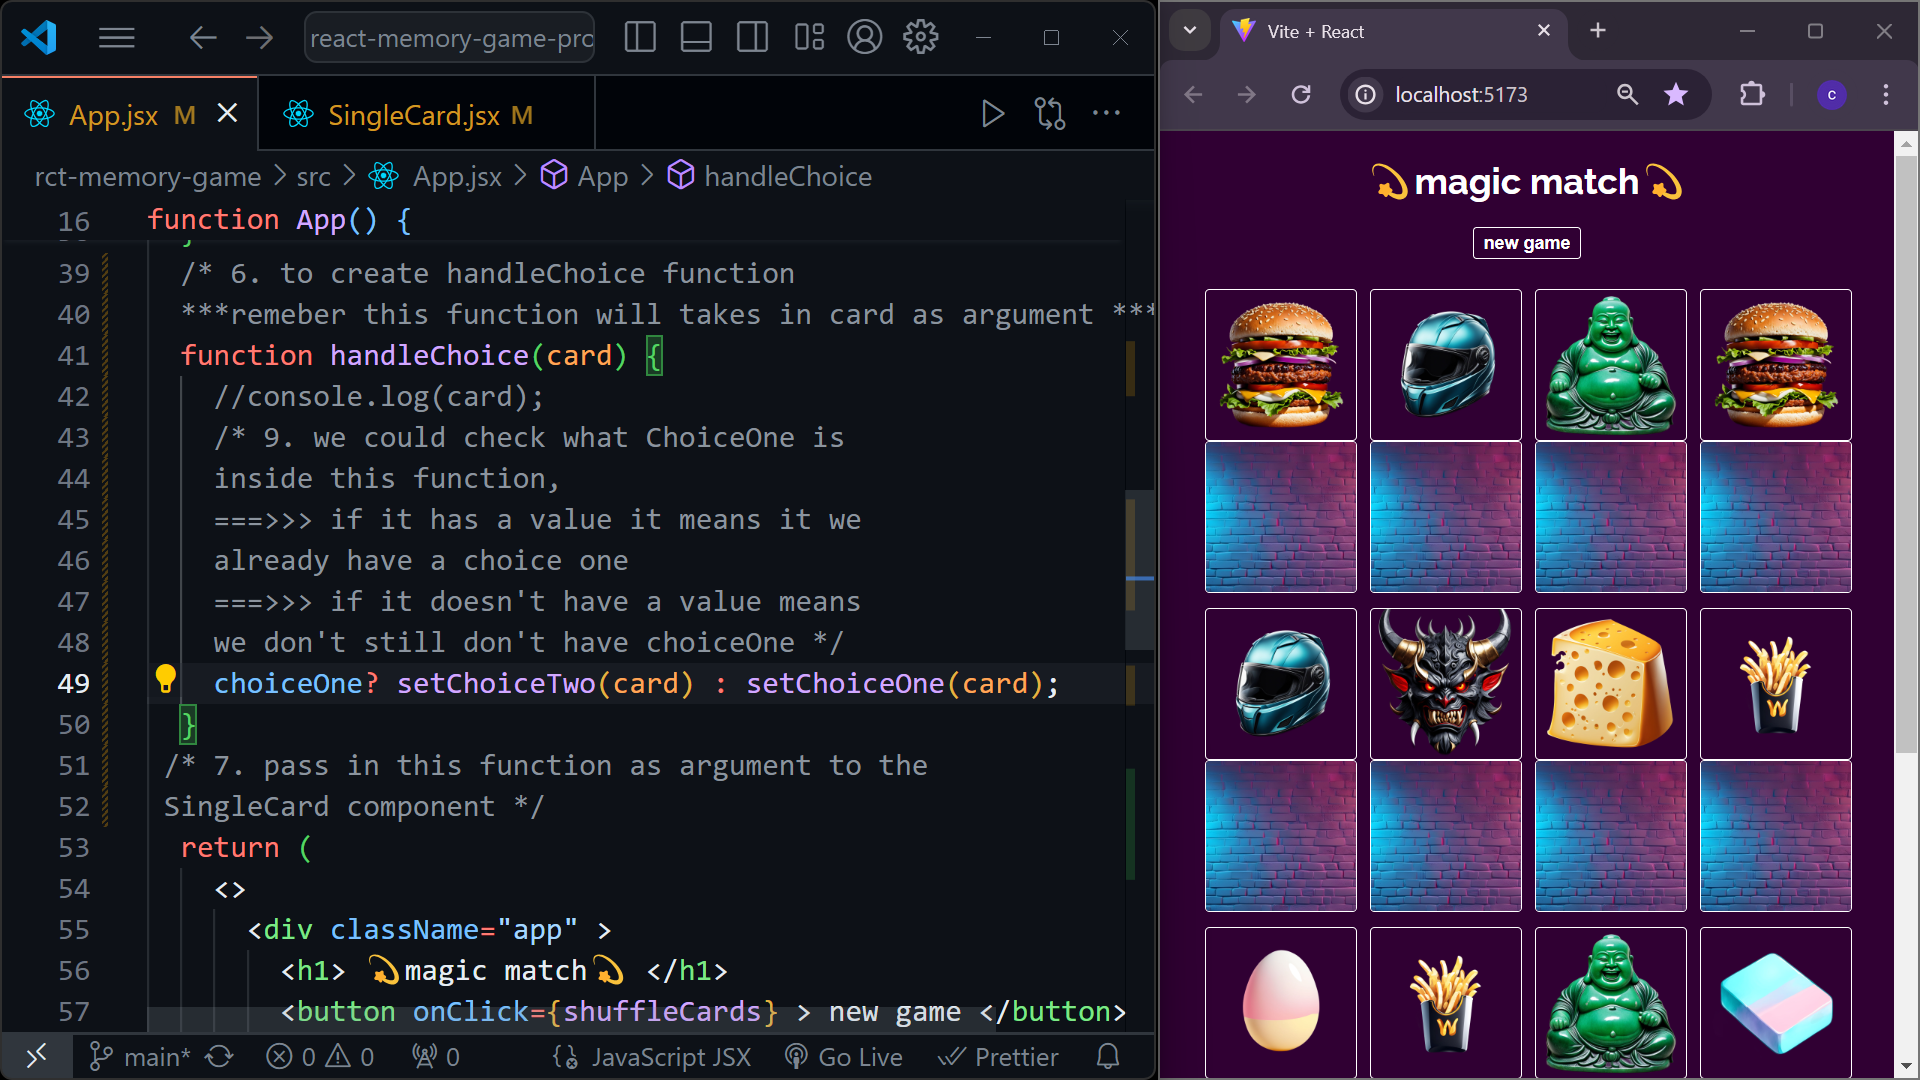 react-memory-game-pro
App.jsx M
SingleCard.jsx M
rct-memory-game > src > App.jsx > App > handleChoice
16 function App() {
39 /* 6. to create handleChoice function
40 ***remeber this function will takes in card as argument ***
41 function handleChoice(card) {
42 //console.log(card);
43 /* 9. we could check what ChoiceOne is
44 inside this function,
45 ===>>> if it has a value it means it we
46 already have a choice one
47 ===>>> if it doesn't have a value means
48 we don't still don't have choiceOne */
49 choiceOne? setChoiceTwo(card) : setChoiceOne(card);
50 }
51 /* 7. pass in this function as argument to the
52 SingleCard component */
53 return (
54 <>
55 <div className="app" >
56 <h1> 💫magic match💫 </h1>
57 <button onClick={shuffleCards} > new game </button>
main* 0 0 0 JavaScript JSX Go Live Prettier
Vite + React
localhost:5173
c
💫magic match💫
new game